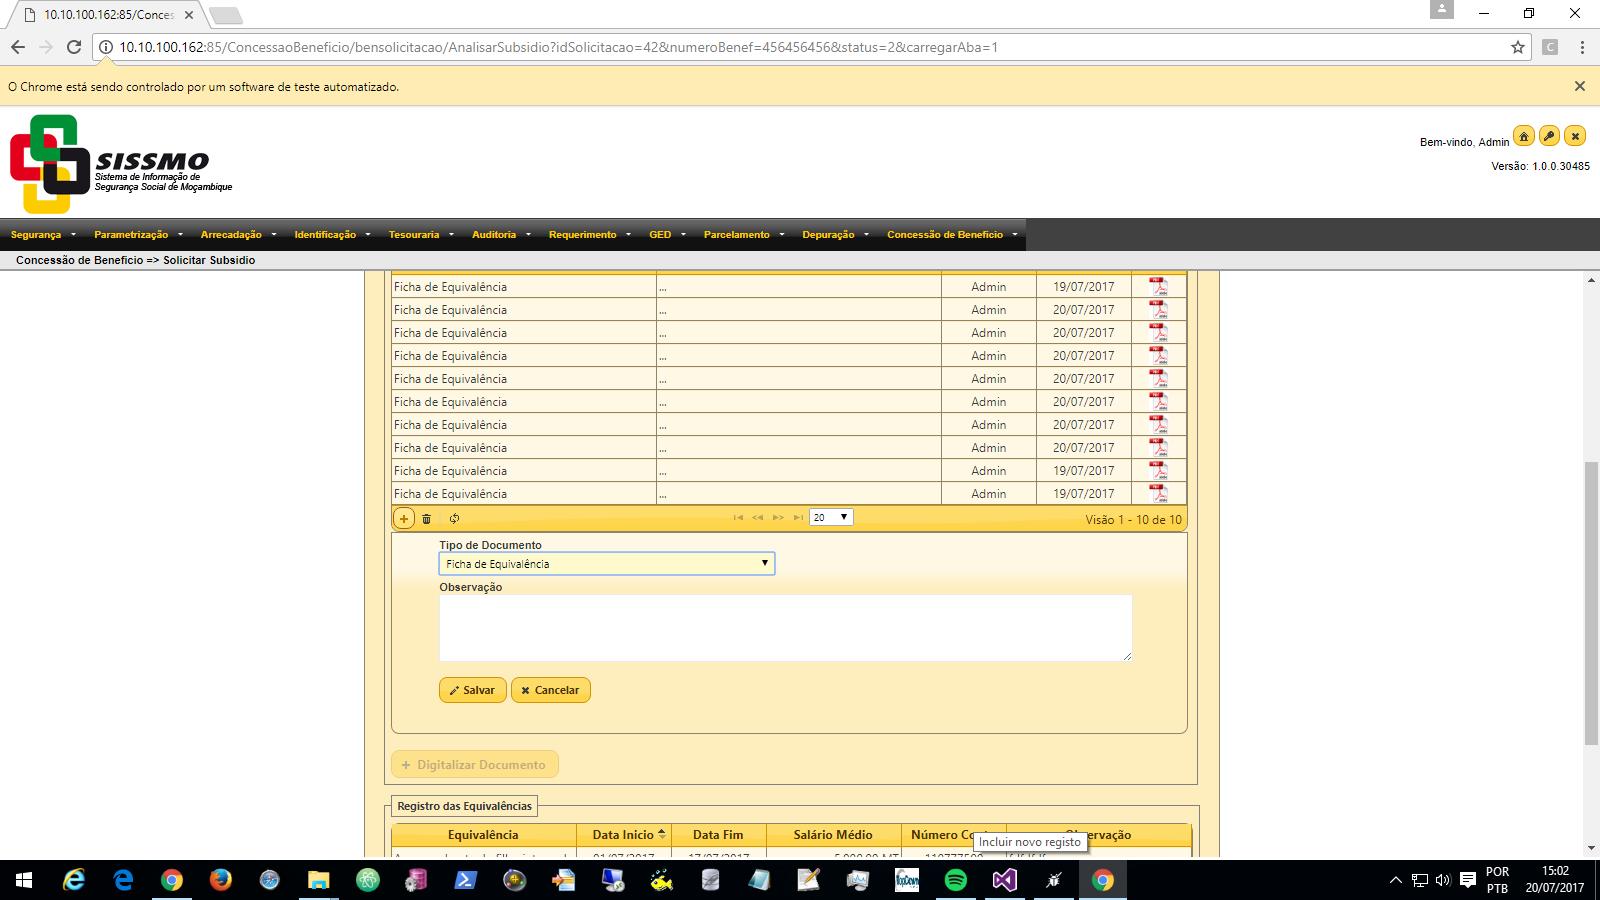 10.10.100.162:85/Conces
10.10.100.162:85/ConcessaoBeneficio/bensolicitacao/AnalisarSubsidio?idSolicitacao=42&numeroBenef=456456456&status=2&carregarAba=1
O Chrome está sendo controlado por um software de teste automatizado.
SISSMO
Sistema de Informação de
Segurança Social de Moçambique
Bem-vindo, Admin
Versão: 1.0.0.30485
Segurança Parametrização Arrecadação Identificação Tesouraria Auditoria Requerimento GED Parcelamento Depuração Concessão de Benefício
Concessão de Benefício => Solicitar Subsidio
Ficha de Equivalência ... Admin 19/07/2017
Ficha de Equivalência ... Admin 20/07/2017
Ficha de Equivalência ... Admin 20/07/2017
Ficha de Equivalência ... Admin 20/07/2017
Ficha de Equivalência ... Admin 20/07/2017
Ficha de Equivalência ... Admin 20/07/2017
Ficha de Equivalência ... Admin 20/07/2017
Ficha de Equivalência ... Admin 20/07/2017
Ficha de Equivalência ... Admin 19/07/2017
Ficha de Equivalência ... Admin 19/07/2017
20 Visão 1 - 10 de 10
Tipo de Documento
Ficha de Equivalência
Observação
Salvar Cancelar
+ Digitalizar Documento
Registro das Equivalências
Equivalência Data Inicio Data Fim Salário Médio Número
Incluir novo registo
POR
PTB
15:02
20/07/2017